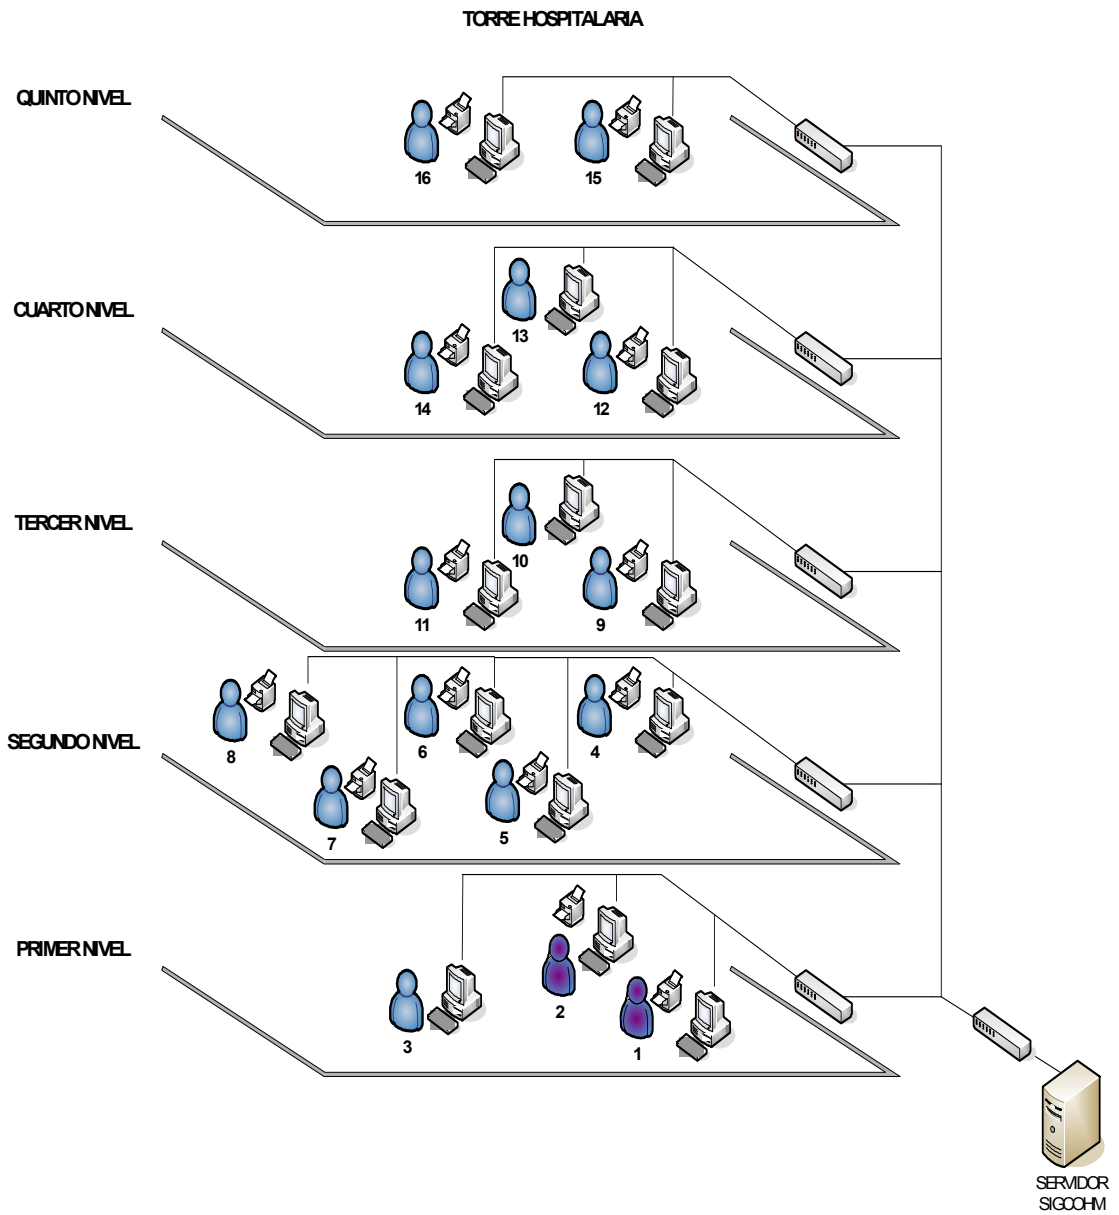 TORRE HOSPITALARIA
QUINTO NIVEL
16
15
CUARTO NIVEL
13
14
12
TERCER NIVEL
10
11
9
SEGUNDO NIVEL
8
6
4
7
5
PRIMER NIVEL
2
3
1
SERVIDOR
SIGCOHM